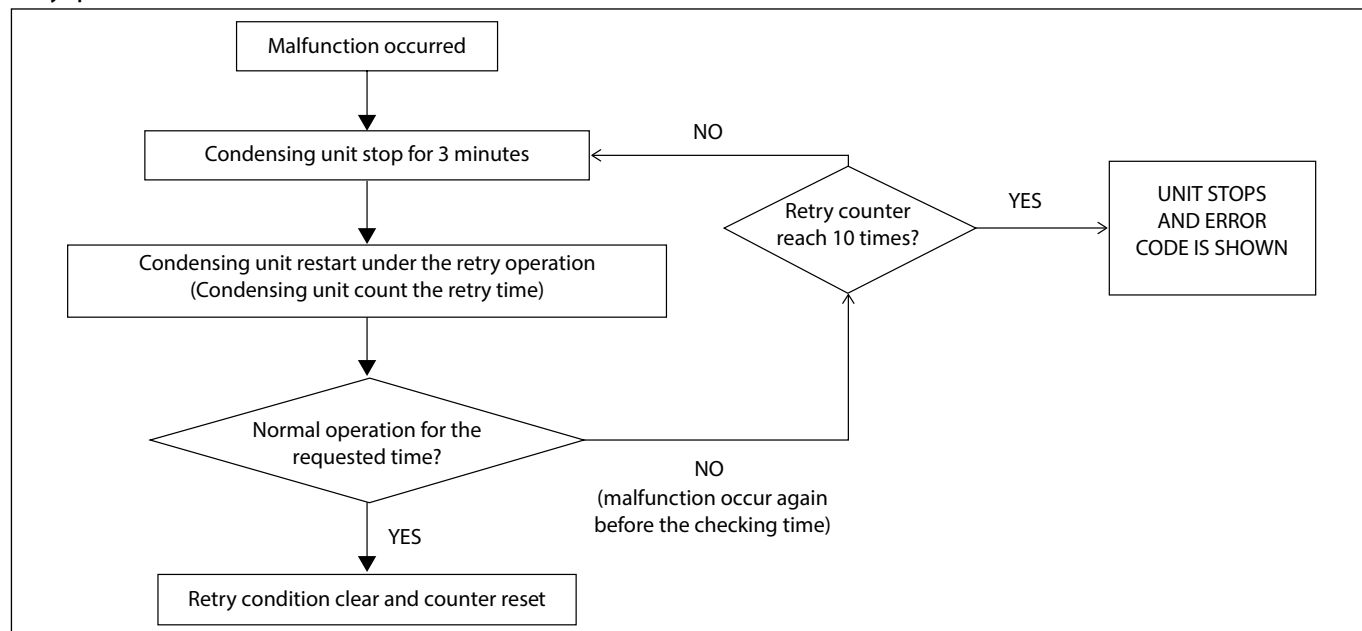 Malfunction occurred
Condensing unit stop for 3 minutes
NO
Retry counter
reach 10 times?
YES
UNIT STOPS
AND ERROR
CODE IS SHOWN
Condensing unit restart under the retry operation
(Condensing unit count the retry time)
Normal operation for the
requested time?
NO
(malfunction occur again
before the checking time)
YES
Retry condition clear and counter reset